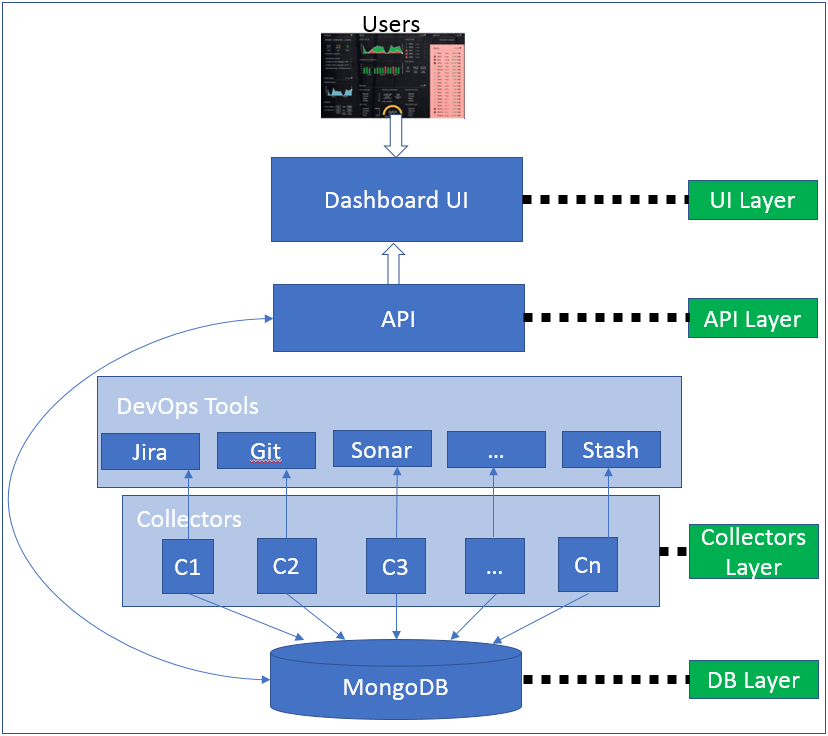 Users
Dashboard UI
UI Layer
API
API Layer
DevOps Tools
Jira
Git
Sonar
...
Stash
Collectors
C1
C2
C3
...
Cn
Collectors
Layer
MongoDB
DB Layer